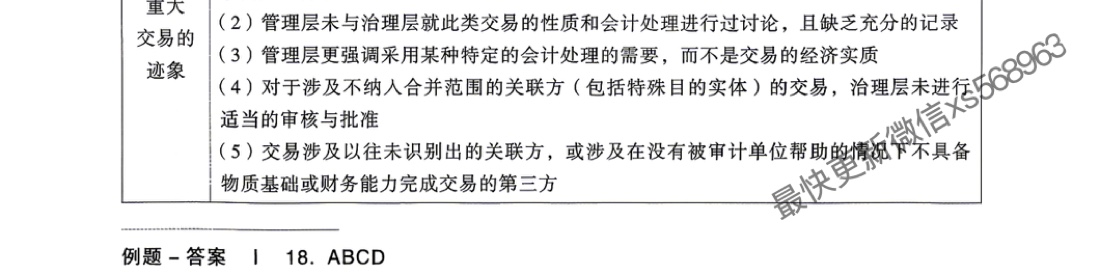 重大
（2）管理层未与治理层就此类交易的性质和会计处理进行过讨论，且缺乏充分的记录
交易的
（3）管理层更强调采用某种特定的会计处理的需要，而不是交易的经济实质
迹象
（4）对于涉及不纳人合并范围的关联方（包括特殊目的实体）的交易，治理层未进行
适当的审核与批准
（5）交易涉及以往未识别出的关联方，或涉及在没有被审计单位帮助的情况下不具备
物质基础或财务能力完成交易的第三方
最快更新微信xs568963
例题－答案 | 18. ABCD